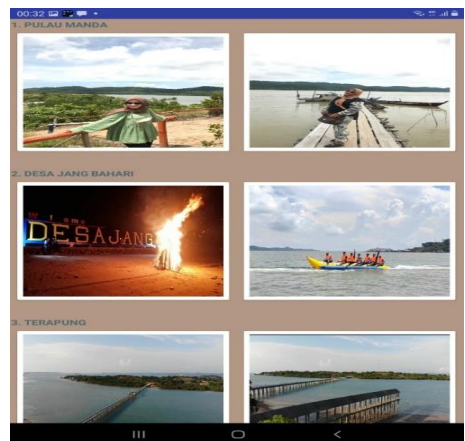 00:32
1. PULAU MANDA
2. DESA JANG BAHARI
DESA JANG
3. TERAPUNG